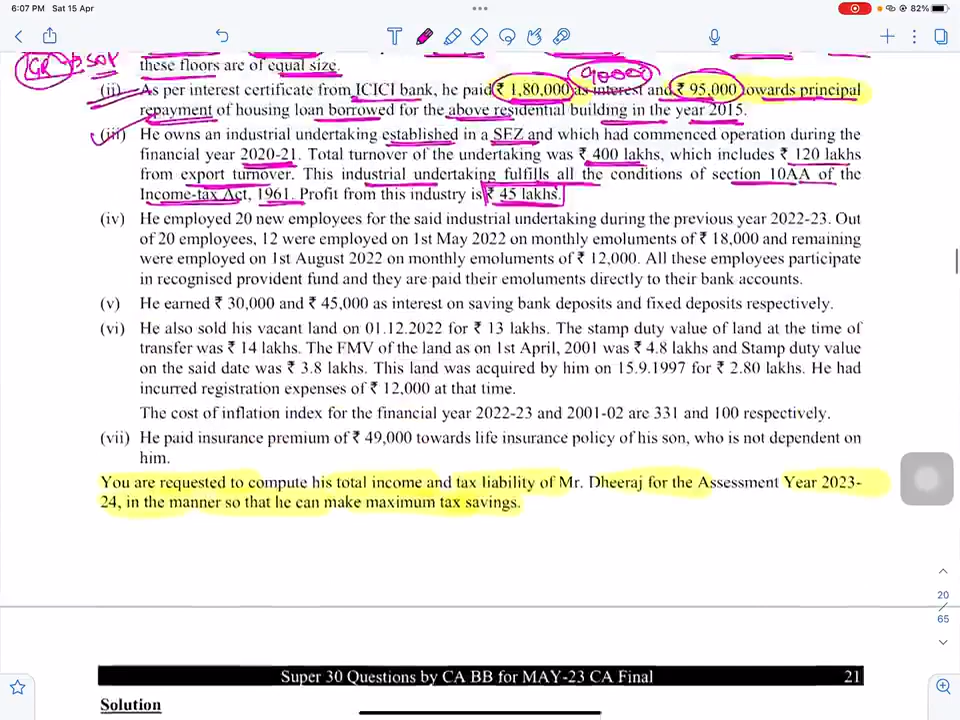 6:07 PM Sat 15 Apr
82%
GR SOP
these floors are of equal size.
90000
(ii) As per interest certificate from ICICI bank, he paid ₹ 1,80,000 as interest and ₹ 95,000 towards principal
repayment of housing loan borrowed for the above residential building in the year 2015.
(iii) He owns an industrial undertaking established in a SEZ and which had commenced operation during the
financial year 2020-21. Total turnover of the undertaking was ₹ 400 lakhs, which includes ₹ 120 lakhs
from export turnover. This industrial undertaking fulfills all the conditions of section 10AA of the
Income-tax Act, 1961. Profit from this industry is ₹ 45 lakhs.
(iv) He employed 20 new employees for the said industrial undertaking during the previous year 2022-23. Out
of 20 employees, 12 were employed on 1st May 2022 on monthly emoluments of ₹ 18,000 and remaining
were employed on 1st August 2022 on monthly emoluments of ₹ 12,000. All these employees participate
in recognised provident fund and they are paid their emoluments directly to their bank accounts.
(v) He earned ₹ 30,000 and ₹ 45,000 as interest on saving bank deposits and fixed deposits respectively.
(vi) He also sold his vacant land on 01.12.2022 for ₹ 13 lakhs. The stamp duty value of land at the time of
transfer was ₹ 14 lakhs. The FMV of the land as on 1st April, 2001 was ₹ 4.8 lakhs and Stamp duty value
on the said date was ₹ 3.8 lakhs. This land was acquired by him on 15.9.1997 for ₹ 2.80 lakhs. He had
incurred registration expenses of ₹ 12,000 at that time.
The cost of inflation index for the financial year 2022-23 and 2001-02 are 331 and 100 respectively.
(vii) He paid insurance premium of ₹ 49,000 towards life insurance policy of his son, who is not dependent on
him.
You are requested to compute his total income and tax liability of Mr. Dheeraj for the Assessment Year 2023-
24, in the manner so that he can make maximum tax savings.
20
65
Super 30 Questions by CA BB for MAY-23 CA Final 21
Solution